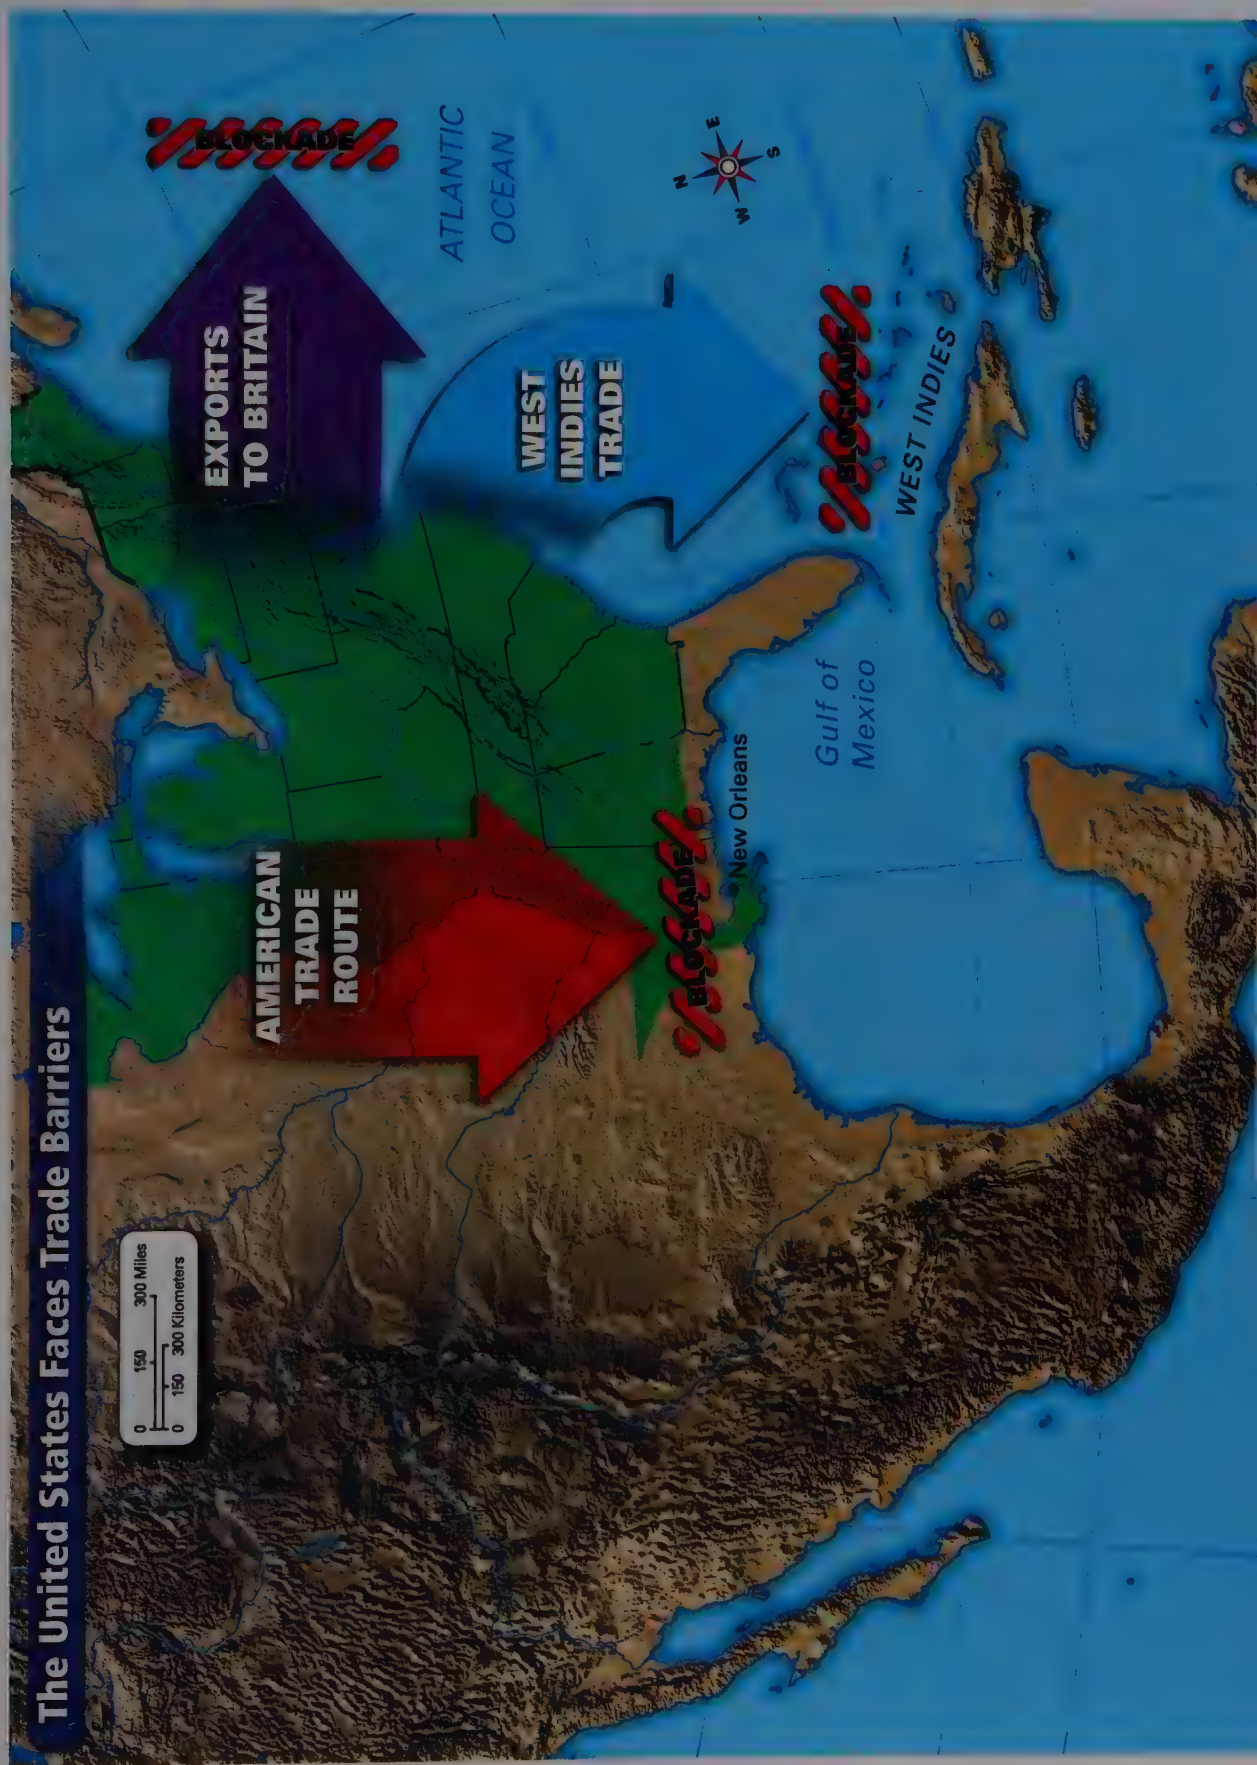 The United States Faces Trade Barriers
0 150 300 Miles
0 150 300 Kilometers
AMERICAN
TRADE
ROUTE
BLOCKADE
New Orleans
Gulf of
Mexico
EXPORTS
TO BRITAIN
BLOCKADE
ATLANTIC
OCEAN
WEST
INDIES
TRADE
BLOCKADE
WEST INDIES
N
E
S
W